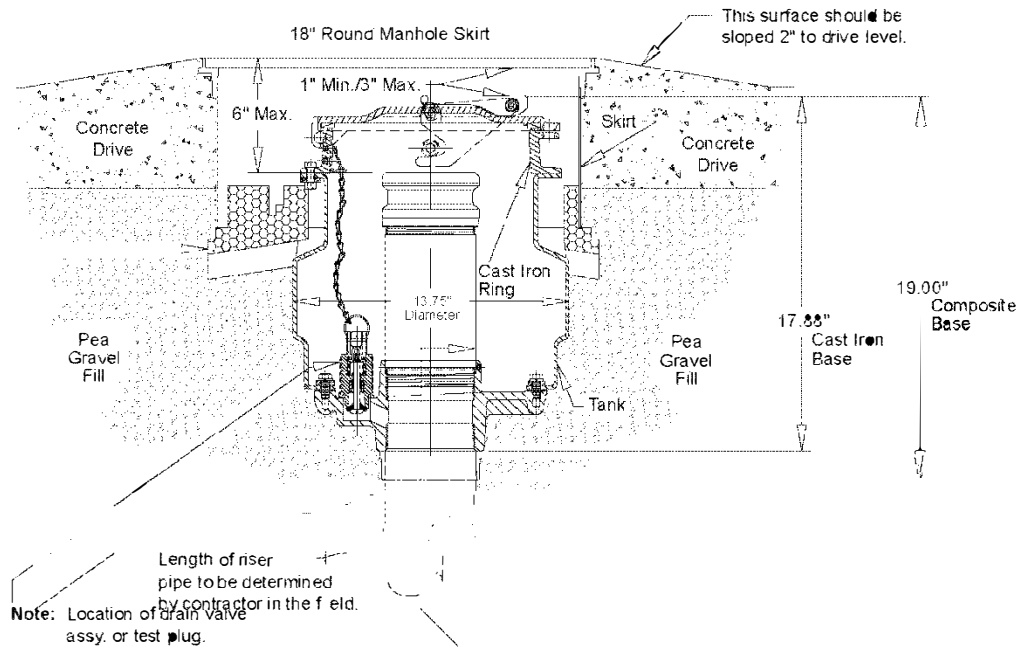 This surface should be
sloped 2" to drive level.
18" Round Manhole Skirt
1" Min./3" Max.
6" Max.
Concrete
Drive
Skirt
Concrete
Drive
Cast Iron
Ring
13.75"
Diameter
19.00"
Composite
Base
17.88"
Cast Iron
Base
Pea
Gravel
Fill
Pea
Gravel
Fill
Tank
Length of riser
pipe to be determined
by contractor in the f eld.
Note: Location of drain valve
assy. or test plug.